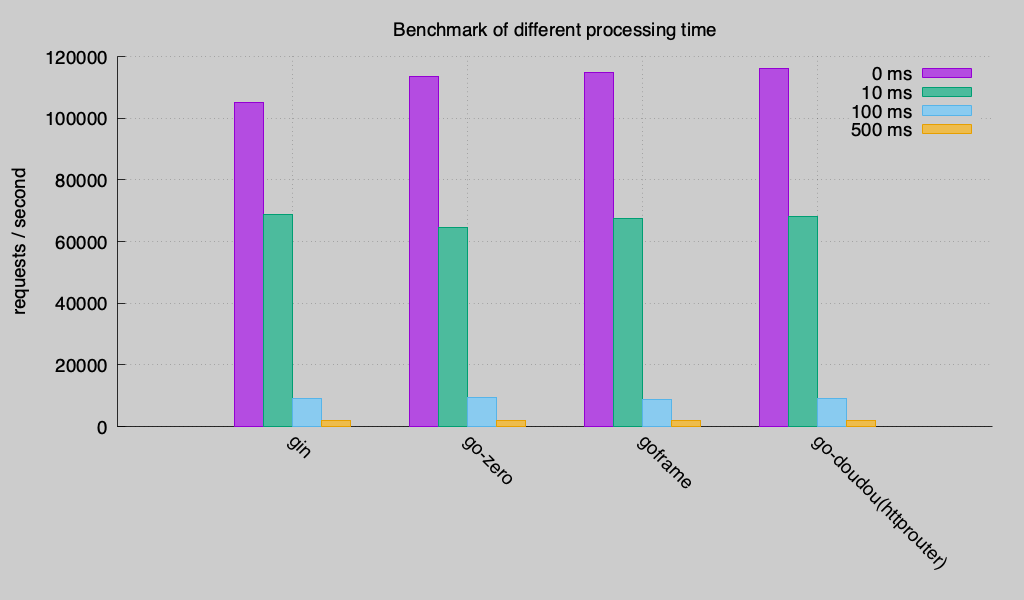 Benchmark of different processing time
requests / second
120000
100000
80000
60000
40000
20000
0
0 ms
10 ms
100 ms
500 ms
gin
go-zero
goframe
go-doudou(httprouter)